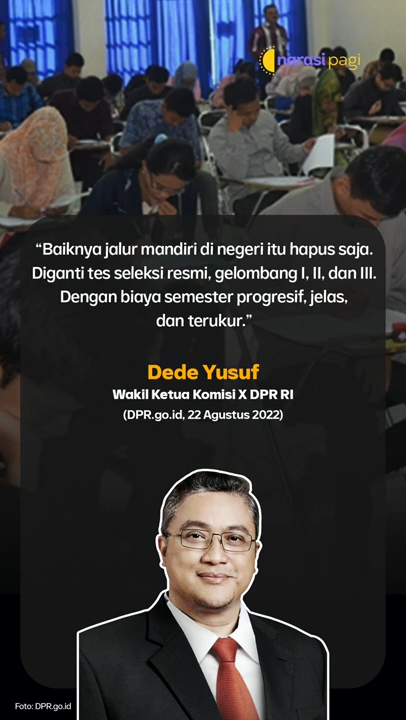 narasi pagi
“Baiknya jalur mandiri di negeri itu hapus saja.
Diganti tes seleksi resmi, gelombang I, II, dan III.
Dengan biaya semester progresif, jelas,
dan terukur.”
Dede Yusuf
Wakil Ketua Komisi X DPR RI
(DPR.go.id, 22 Agustus 2022)
Foto: DPR.go.id